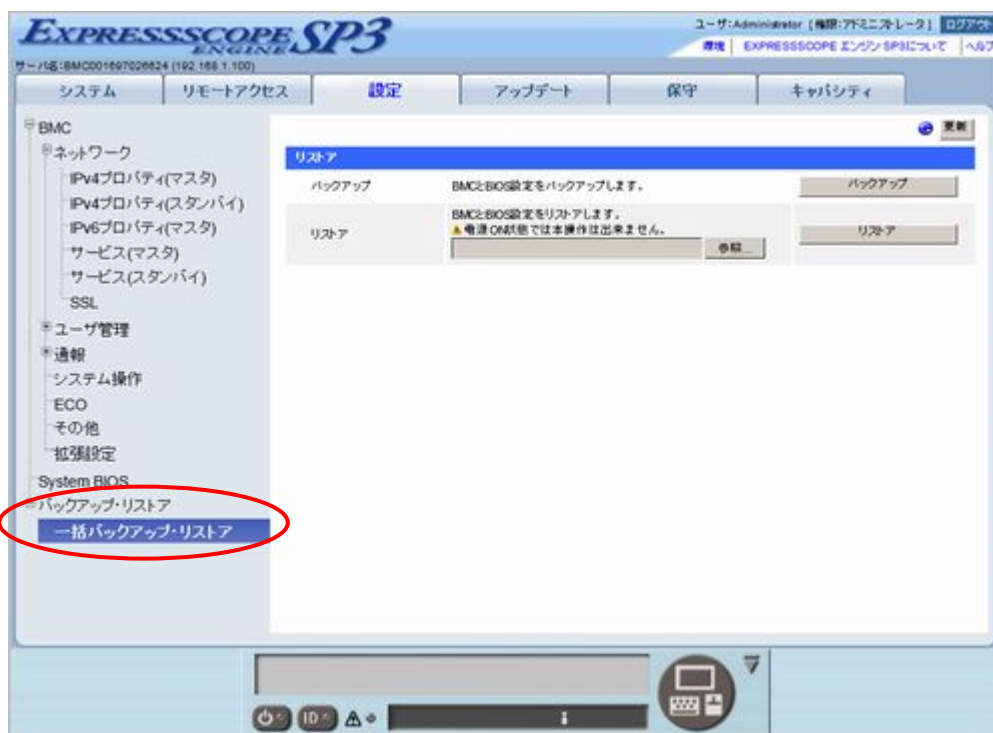 EXPRESSSCOPE SP3
ENGINE
ユーザ:Administrator [権限:アドミニストレータ] ログアウト
環境 EXPRESSSCOPE エンジン SP3について ヘルプ
サーバ名:BMC001697026624 (192.168.1.100)
システム リモートアクセス 設定 アップデート 保守 キャパシティ
更新
BMC
ネットワーク
IPv4プロパティ(マスタ)
IPv4プロパティ(スタンバイ)
IPv6プロパティ(マスタ)
サービス(マスタ)
サービス(スタンバイ)
SSL
ユーザ管理
通報
システム操作
ECO
その他
拡張設定
System BIOS
バックアップ・リストア
一括バックアップ・リストア
リストア
バックアップ BMCとBIOS設定をバックアップします。 バックアップ
リストア BMCとBIOS設定をリストアします。 リストア
電源ON状態では本操作は出来ません。
参照...
ID